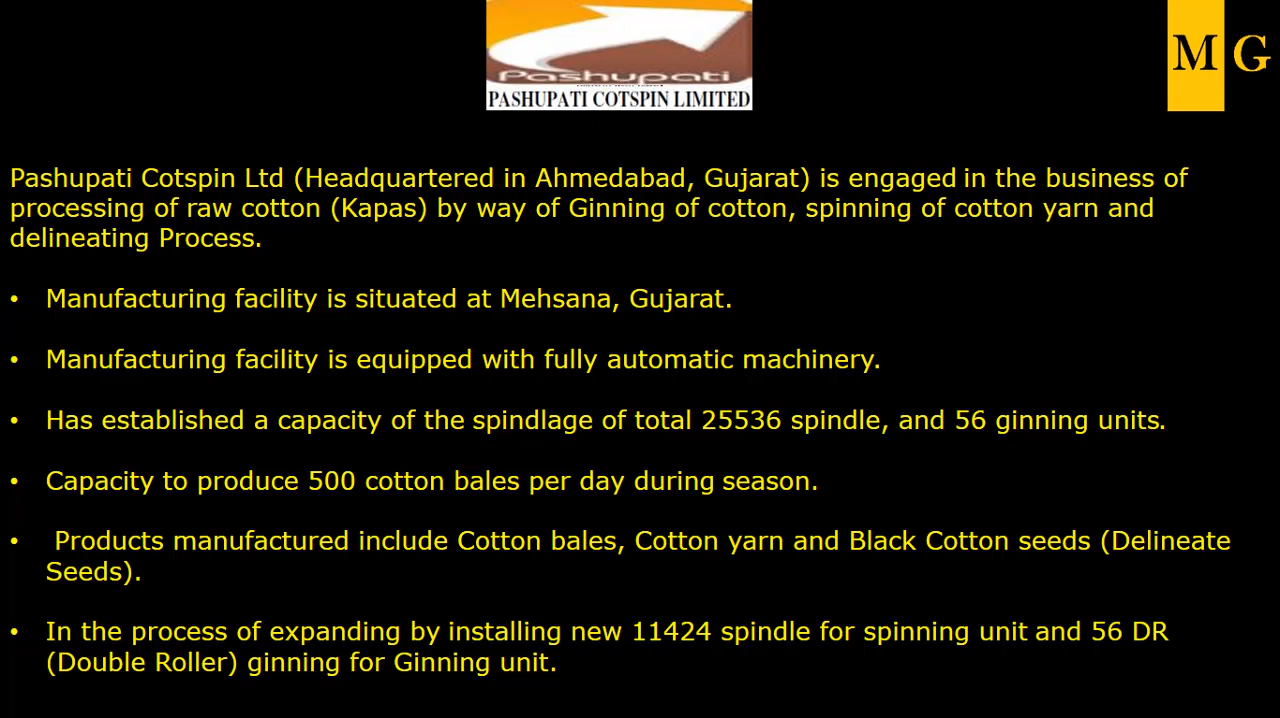 Pashupati
PASHUPATI COTSPIN LIMITED
M G
Pashupati Cotspin Ltd (Headquartered in Ahmedabad, Gujarat) is engaged in the business of
processing of raw cotton (Kapas) by way of Ginning of cotton, spinning of cotton yarn and
delineating Process.
• Manufacturing facility is situated at Mehsana, Gujarat.
• Manufacturing facility is equipped with fully automatic machinery.
• Has established a capacity of the spindlage of total 25536 spindle, and 56 ginning units.
• Capacity to produce 500 cotton bales per day during season.
• Products manufactured include Cotton bales, Cotton yarn and Black Cotton seeds (Delineate
Seeds).
• In the process of expanding by installing new 11424 spindle for spinning unit and 56 DR
(Double Roller) ginning for Ginning unit.